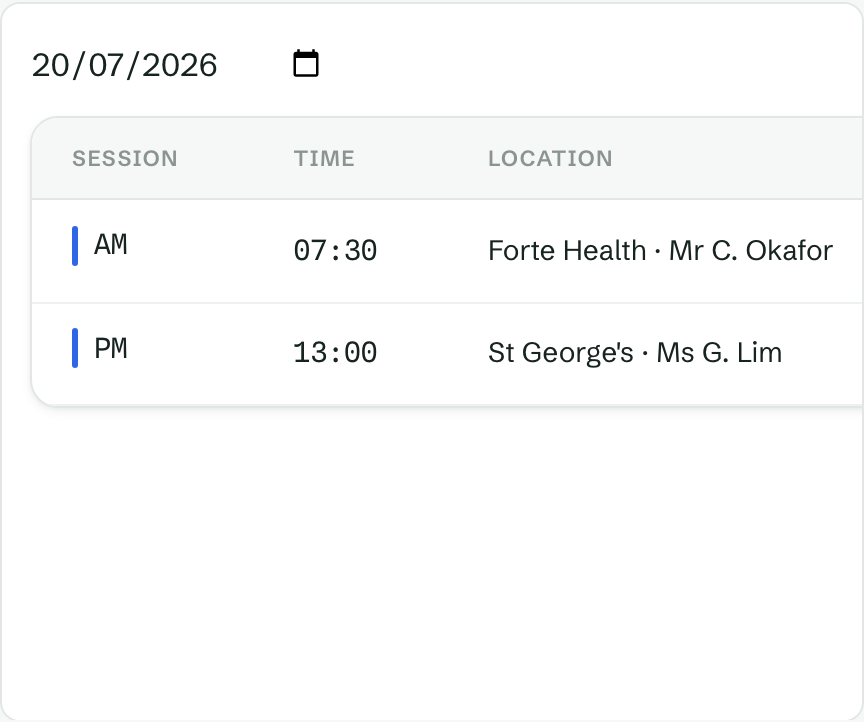 20/07/2026
SESSION TIME LOCATION
AM 07:30 Forte Health · Mr C. Okafor
PM 13:00 St George's · Ms G. Lim